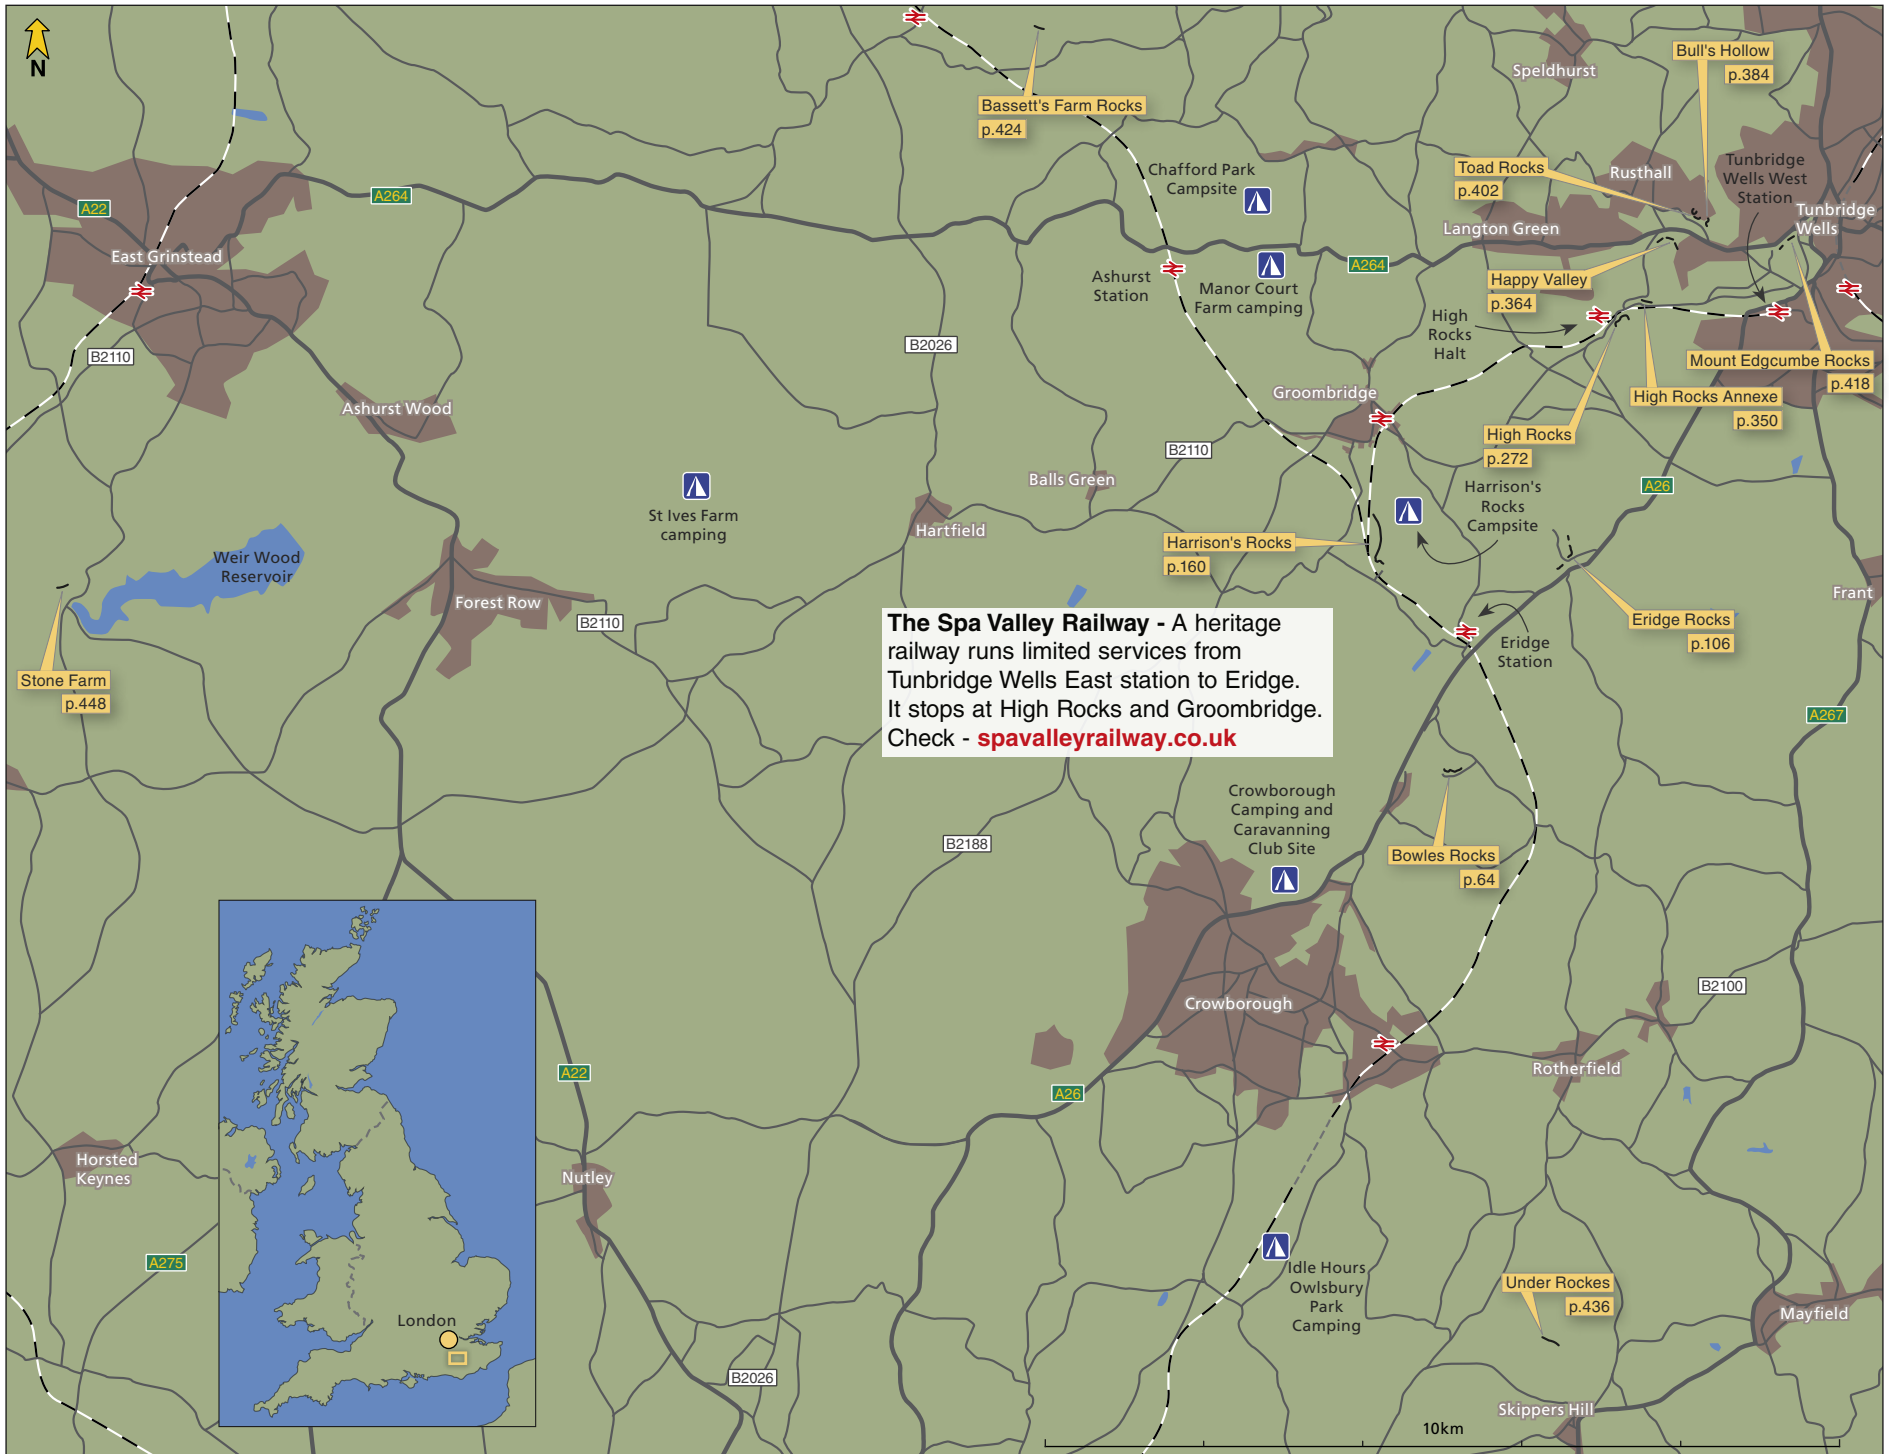 N
Bull's Hollow
p.384
Speldhurst
Bassett's Farm Rocks
p.424
Toad Rocks
p.402
Rusthall
Tunbridge
Wells West
Station
Tunbridge
Wells
Chafford Park
Campsite
A22
A264
Langton Green
East Grinstead
A264
Ashurst
Station
Manor Court
Farm camping
Happy Valley
p.364
High
Rocks
Halt
B2110
B2026
Mount Edgcumbe Rocks
p.418
High Rocks Annexe
p.350
Groombridge
Ashurst Wood
High Rocks
p.272
B2110
Balls Green
A26
Harrison's
Rocks
Campsite
St Ives Farm
camping
Hartfield
Harrison's Rocks
p.160
Weir Wood
Reservoir
Forest Row
B2110
Frant
Eridge Rocks
p.106
Eridge
Station
The Spa Valley Railway - A heritage
railway runs limited services from
Tunbridge Wells East station to Eridge.
It stops at High Rocks and Groombridge.
Check - spavalleyrailway.co.uk
Stone Farm
p.448
A267
Crowborough
Camping and
Caravanning
Club Site
B2188
Bowles Rocks
p.64
B2100
Crowborough
A22
A26
Rotherfield
Horsted
Keynes
Nutley
A275
Idle Hours
Owlsbury
Park
Camping
Under Rockes
p.436
Mayfield
London
B2026
Skippers Hill
10km